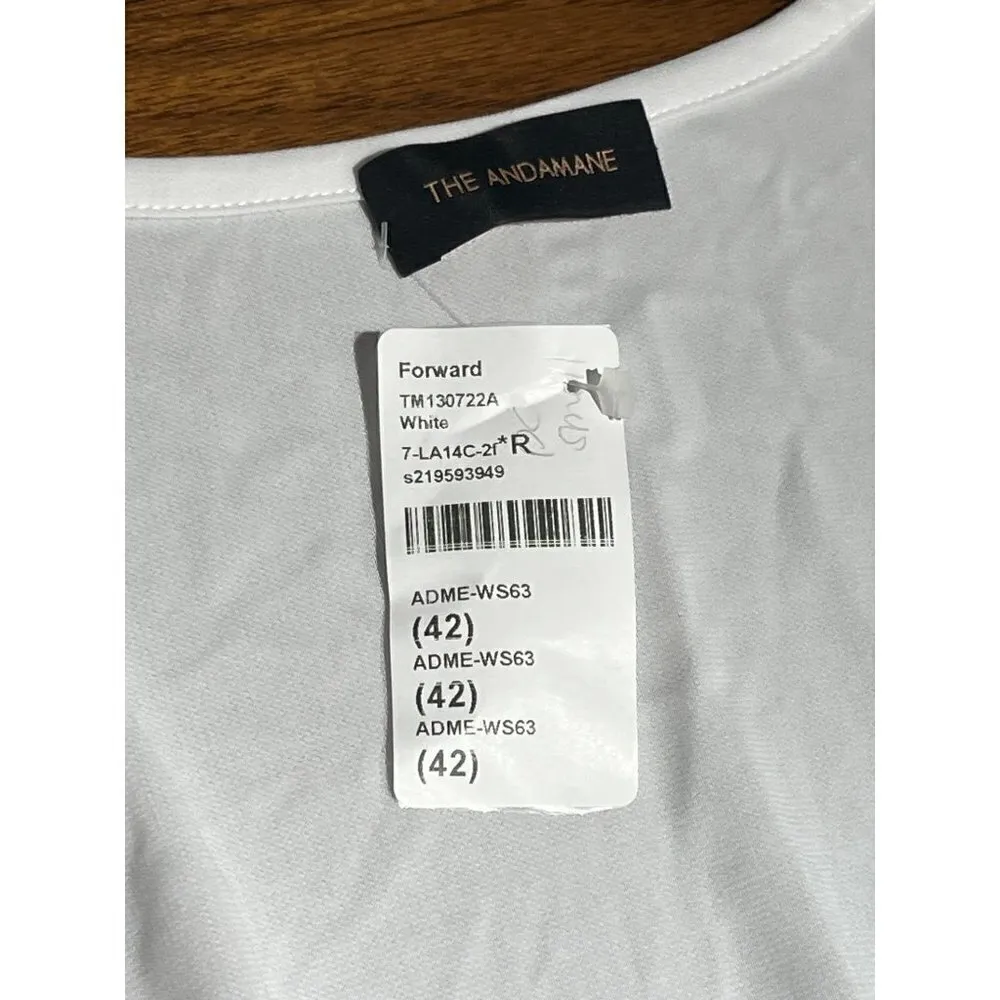 THE ANDAMANE
Forward
TM130722A
White
7-LA14C-2f*R
s219593949
ADME-WS63
(42)
ADME-WS63
(42)
ADME-WS63
(42)